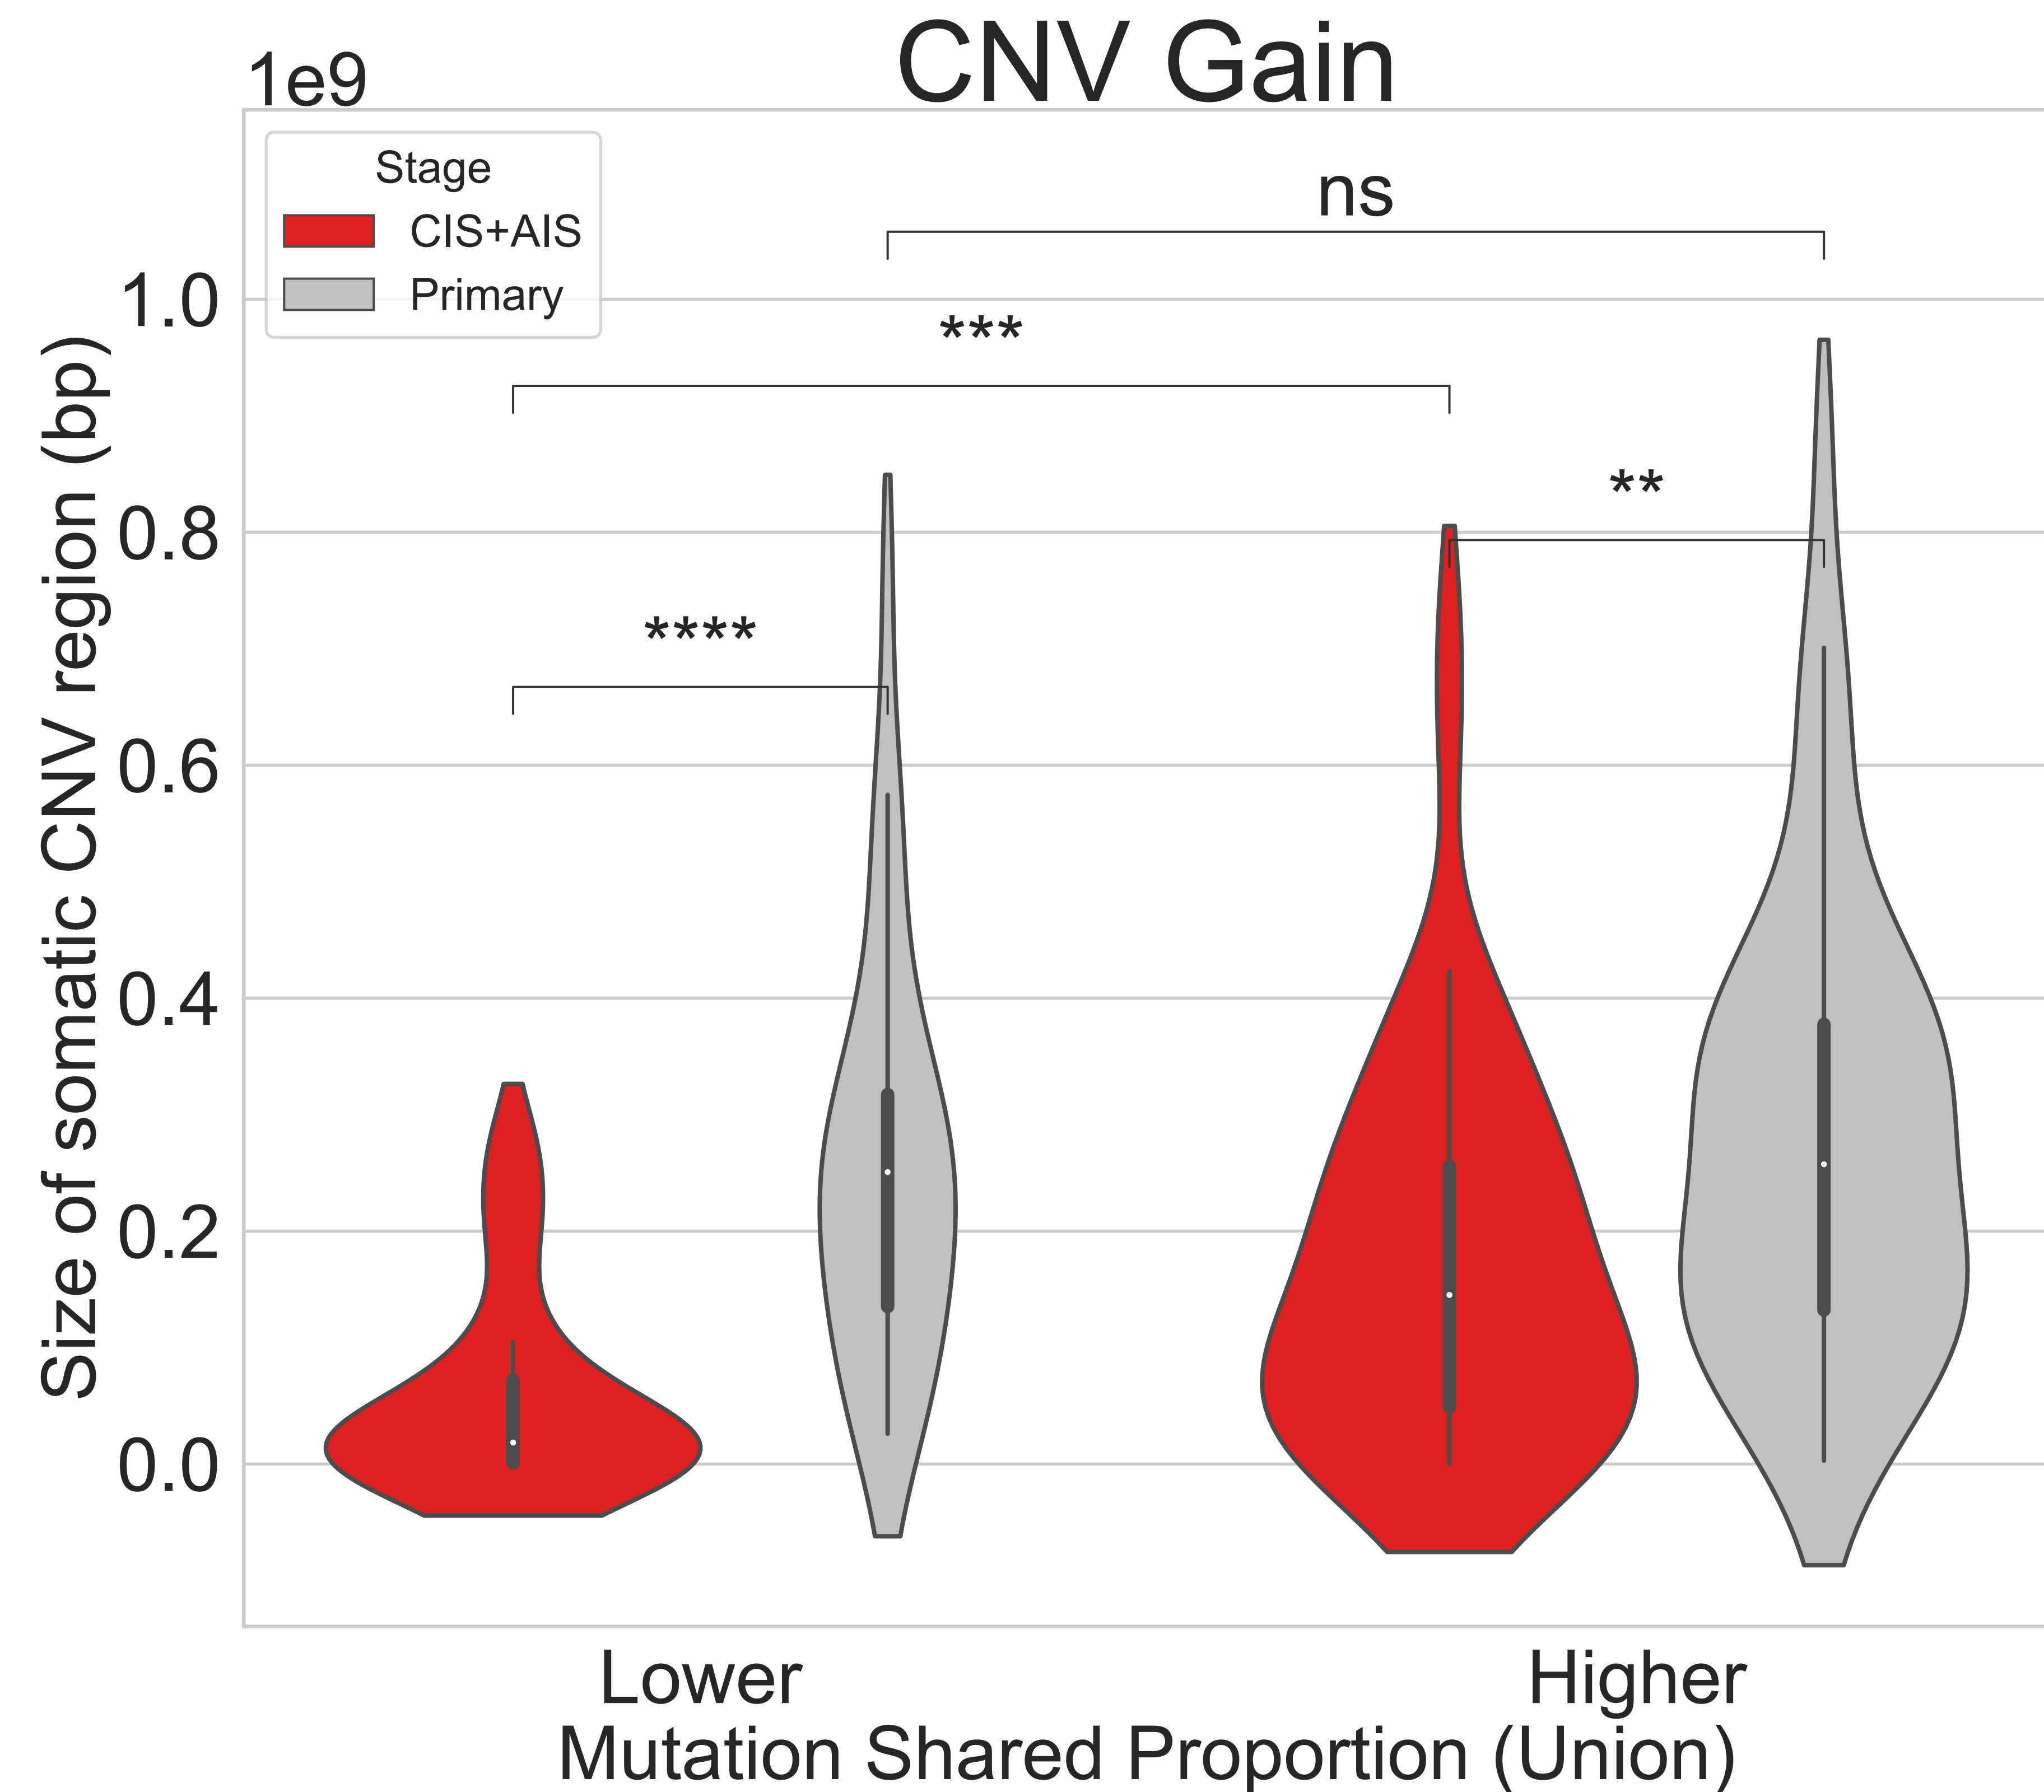 CNV Gain
1e9
Stage
CIS+AIS
Primary
ns
***
**
****
1.0
0.8
0.6
0.4
0.2
0.0
Size of somatic CNV region (bp)
Lower
Higher
Mutation Shared Proportion (Union)